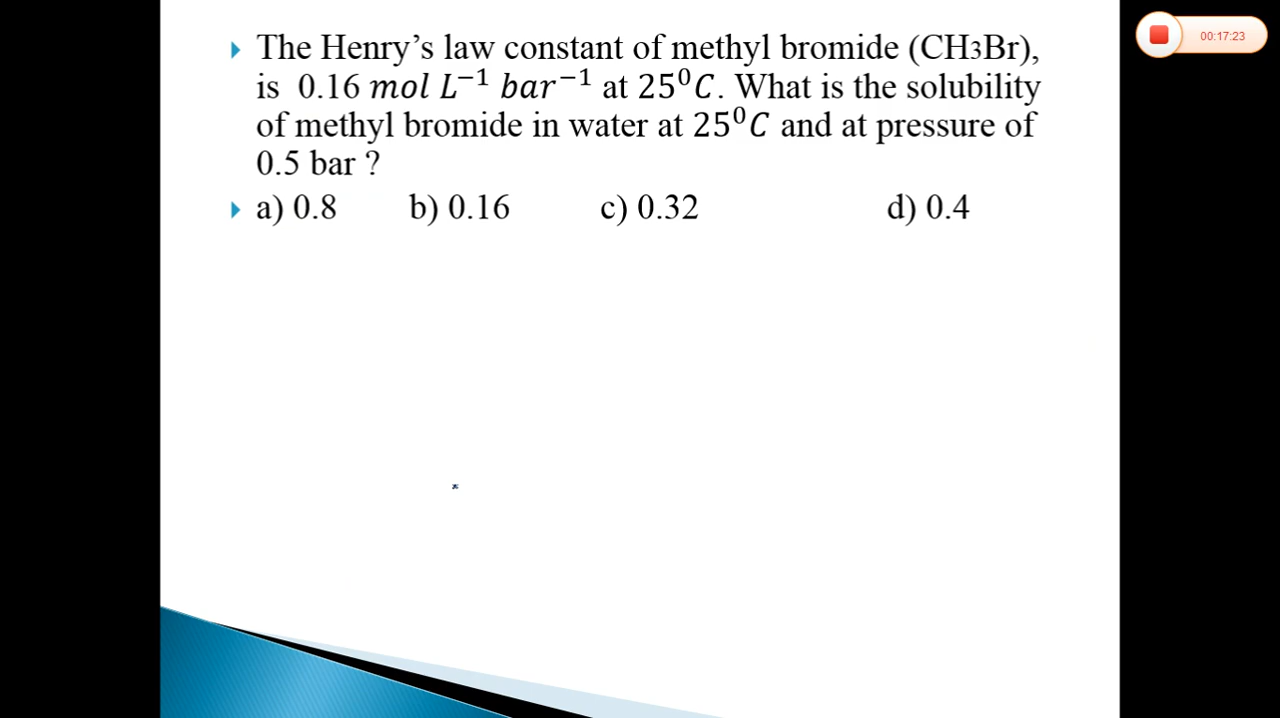 The Henry’s law constant of methyl bromide (CH3Br),
is 0.16 mol L⁻¹ bar⁻¹ at 25⁰C. What is the solubility
of methyl bromide in water at 25⁰C and at pressure of
0.5 bar ?
a) 0.8 b) 0.16 c) 0.32 d) 0.4
00:17:23